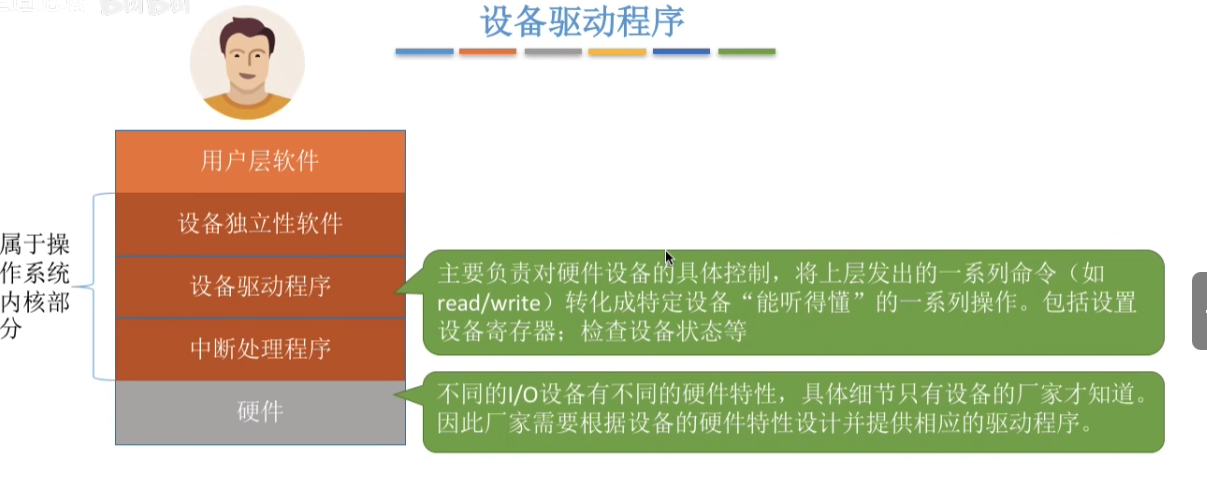 设备驱动程序
用户层软件
设备独立性软件
设备驱动程序
中断处理程序
硬件
属于操
作系统
内核部
分
主要负责对硬件设备的具体控制，将上层发出的一系列命令（如
read/write）转化成特定设备“能听得懂”的一系列操作。包括设置
设备寄存器；检查设备状态等
不同的I/O设备有不同的硬件特性，具体细节只有设备的厂家才知道。
因此厂家需要根据设备的硬件特性设计并提供相应的驱动程序。